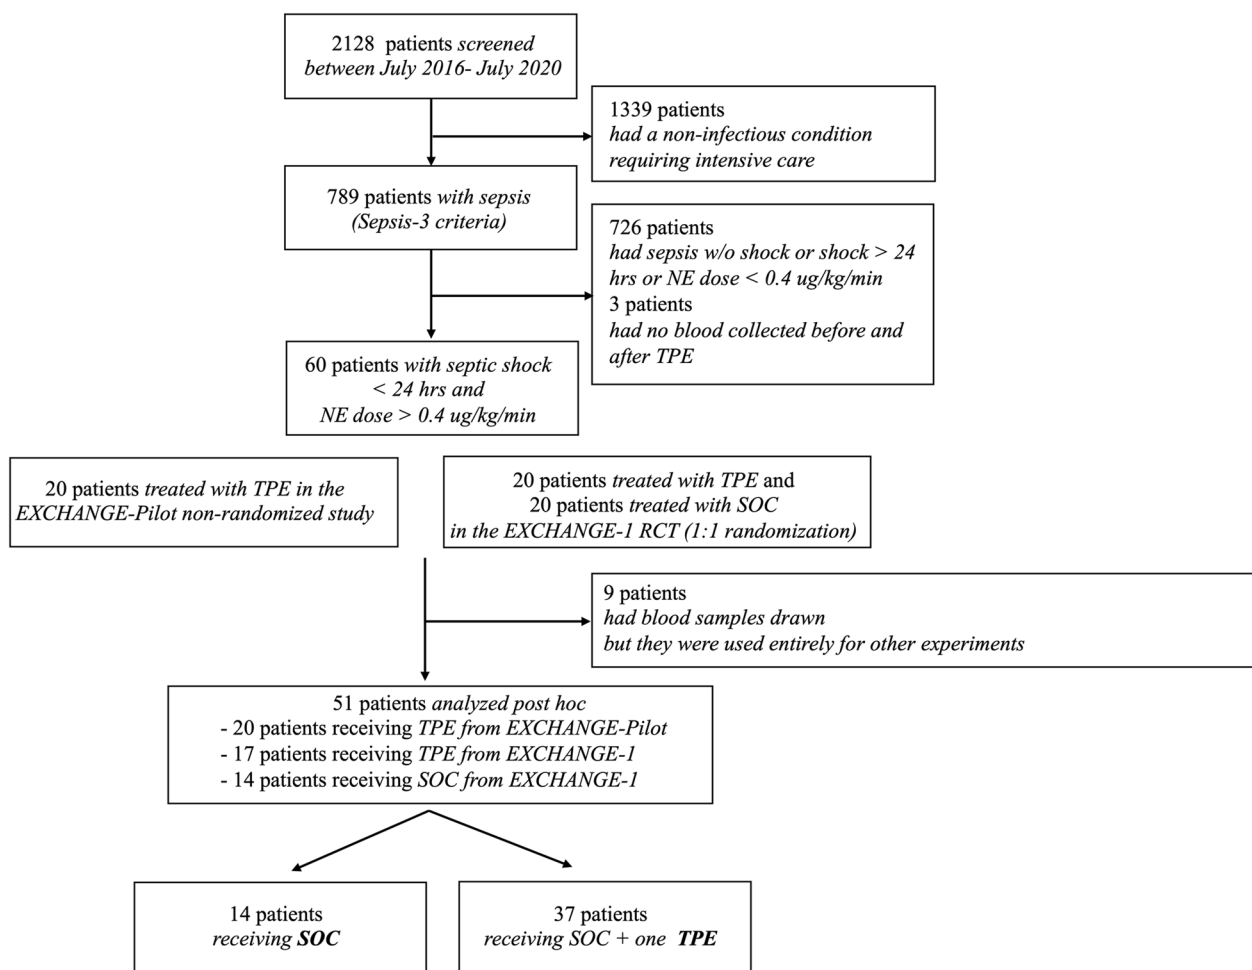 2128 patients screened
between July 2016- July 2020
1339 patients
had a non-infectious condition
requiring intensive care
789 patients with sepsis
(Sepsis-3 criteria)
726 patients
had sepsis w/o shock or shock > 24
hrs or NE dose < 0.4 ug/kg/min
3 patients
had no blood collected before and
after TPE
60 patients with septic shock
< 24 hrs and
NE dose > 0.4 ug/kg/min
20 patients treated with TPE in the
EXCHANGE-Pilot non-randomized study
20 patients treated with TPE and
20 patients treated with SOC
in the EXCHANGE-1 RCT (1:1 randomization)
9 patients
had blood samples drawn
but they were used entirely for other experiments
51 patients analyzed post hoc
- 20 patients receiving TPE from EXCHANGE-Pilot
- 17 patients receiving TPE from EXCHANGE-1
- 14 patients receiving SOC from EXCHANGE-1
14 patients
receiving SOC
37 patients
receiving SOC + one TPE